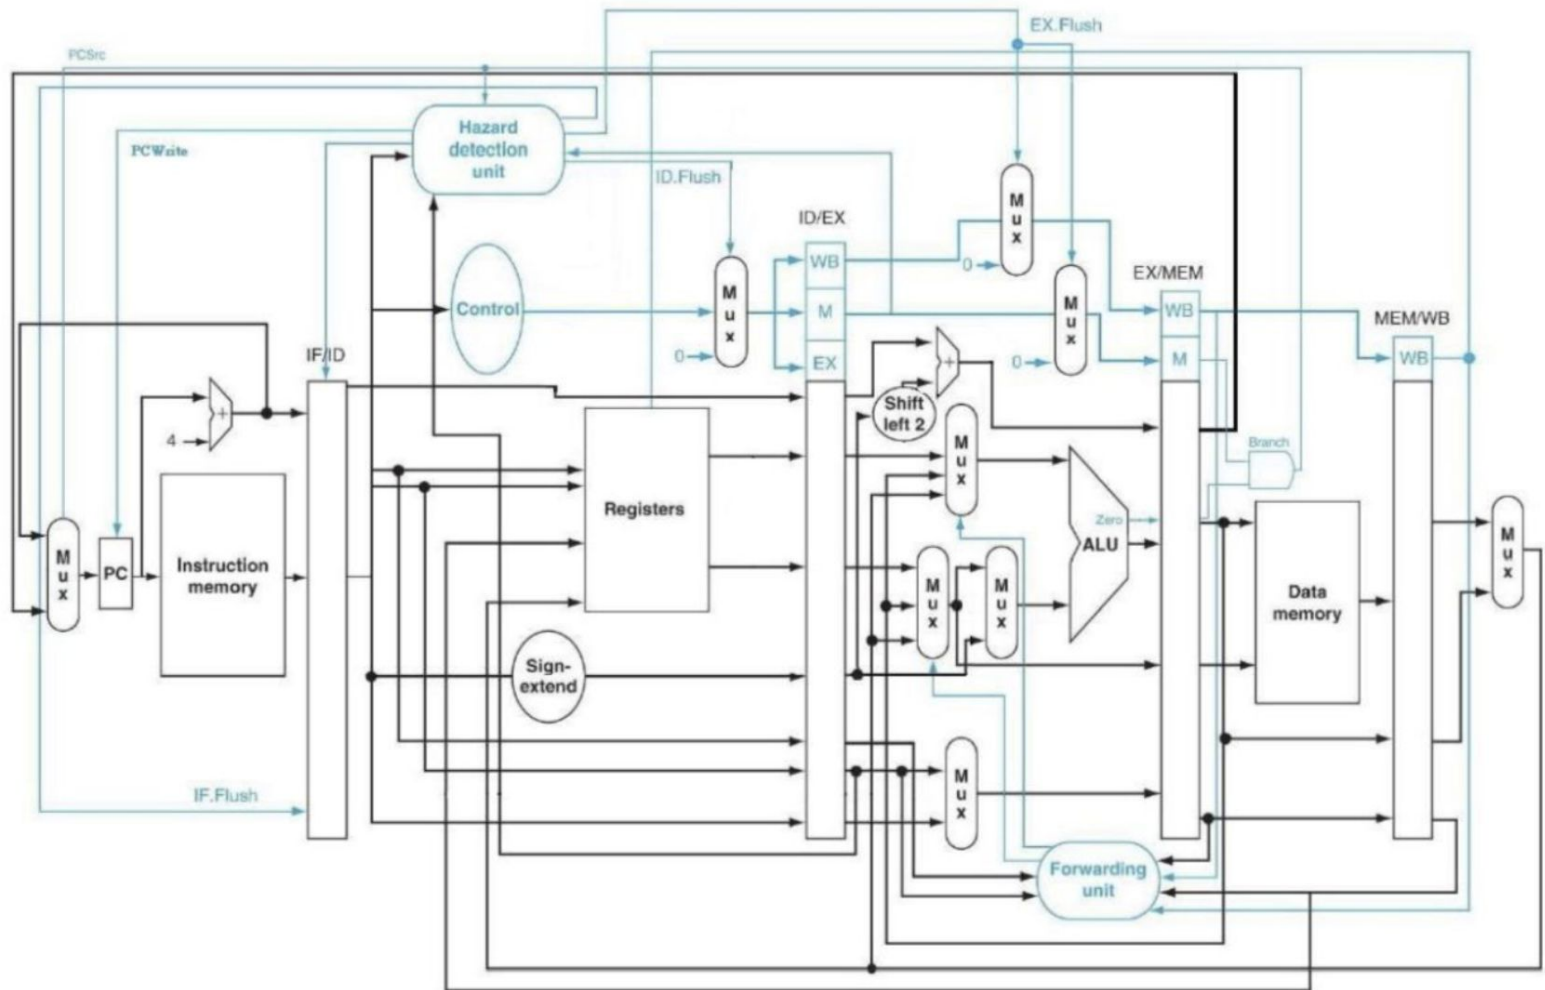 EX.Flush
PCSrc
Hazard
detection
unit
PCWrite
ID.Flush
M
u
x
ID/EX
WB
0
Control
M
u
x
M
M
u
x
EX/MEM
WB
MEM/WB
0
EX
0
M
WB
IF/ID
+
+
4
Shift
left 2
M
u
x
Branch
Registers
Zero
ALU
M
u
x
M
u
x
PC
Instruction
memory
M
u
x
M
u
x
Data
memory
M
u
x
Sign-
extend
M
u
x
IF.Flush
Forwarding
unit